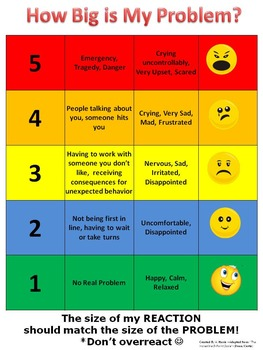 How Big is My Problem?
5
Emergency,
Tragedy, Danger
Crying
uncontrollably,
Very Upset, Scared
4
People talking about
you, someone hits
you
Crying, Very Sad,
Mad, Frustrated
3
Having to work with
someone you don't
like, receiving
consequences for
unexpected behavior
Nervous, Sad,
Irritated,
Disappointed
2
Not being first in
line, having to wait
or take turns
Uncomfortable,
Disappointed
1
No Real Problem
Happy, Calm,
Relaxed
The size of my REACTION
should match the size of the PROBLEM!
*Don't overreact ☺